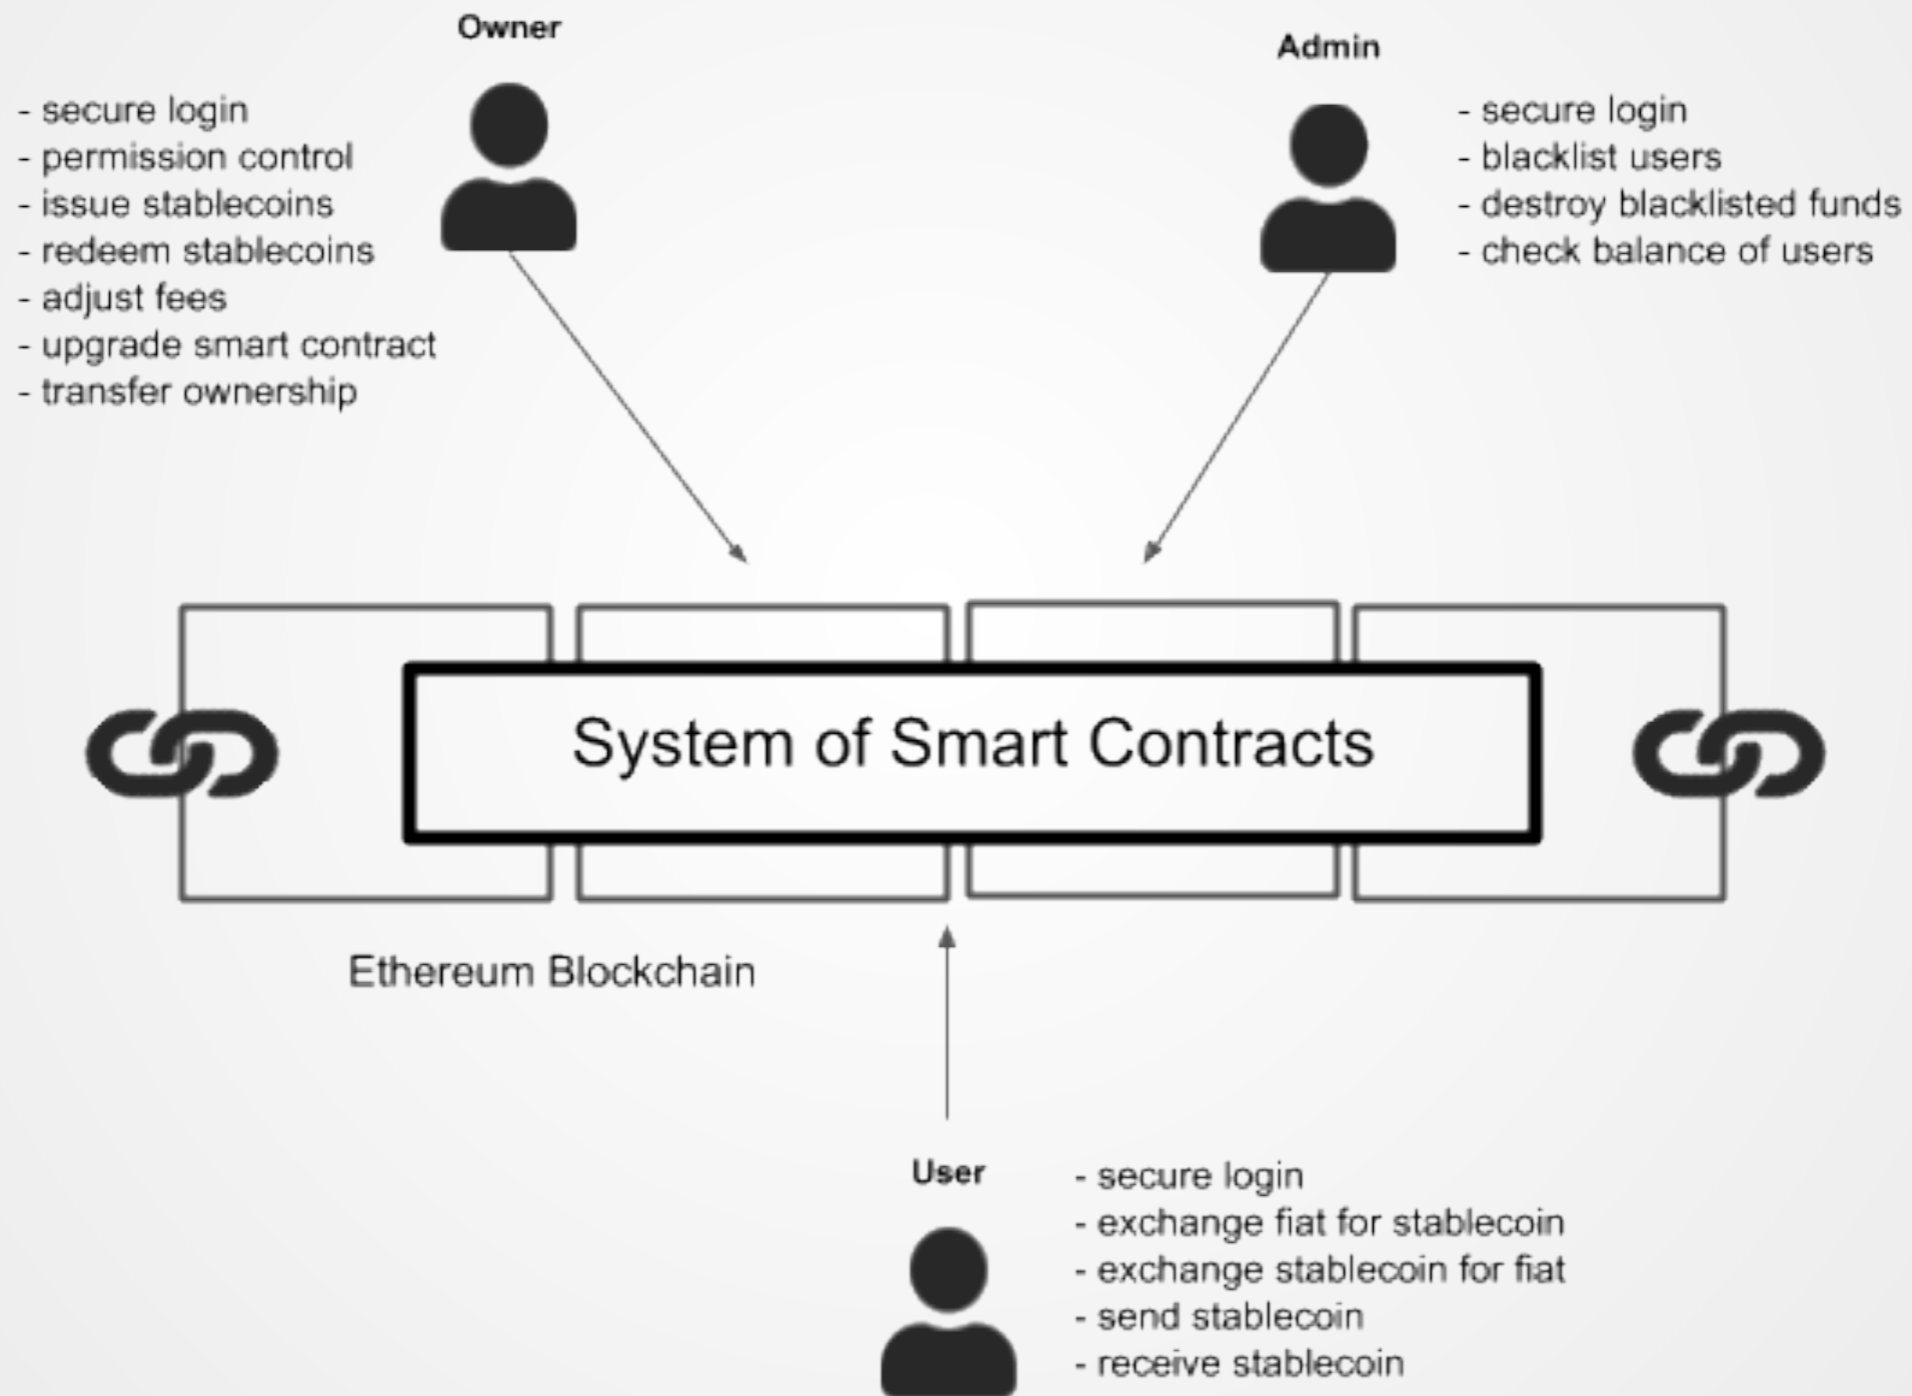 Owner
- secure login
- permission control
- issue stablecoins
- redeem stablecoins
- adjust fees
- upgrade smart contract
- transfer ownership
Admin
- secure login
- blacklist users
- destroy blacklisted funds
- check balance of users
System of Smart Contracts
Ethereum Blockchain
User
- secure login
- exchange fiat for stablecoin
- exchange stablecoin for fiat
- send stablecoin
- receive stablecoin